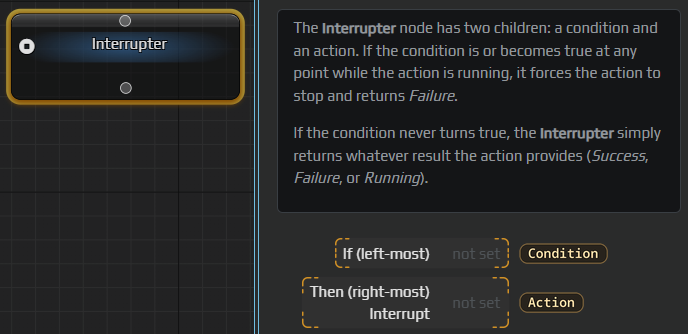 Interrupter
The Interrupter node has two children: a condition and
an action. If the condition is or becomes true at any
point while the action is running, it forces the action to
stop and returns Failure.
If the condition never turns true, the Interrupter simply
returns whatever result the action provides (Success,
Failure, or Running).
If (left-most) not set Condition
Then (right-most)
Interrupt not set Action